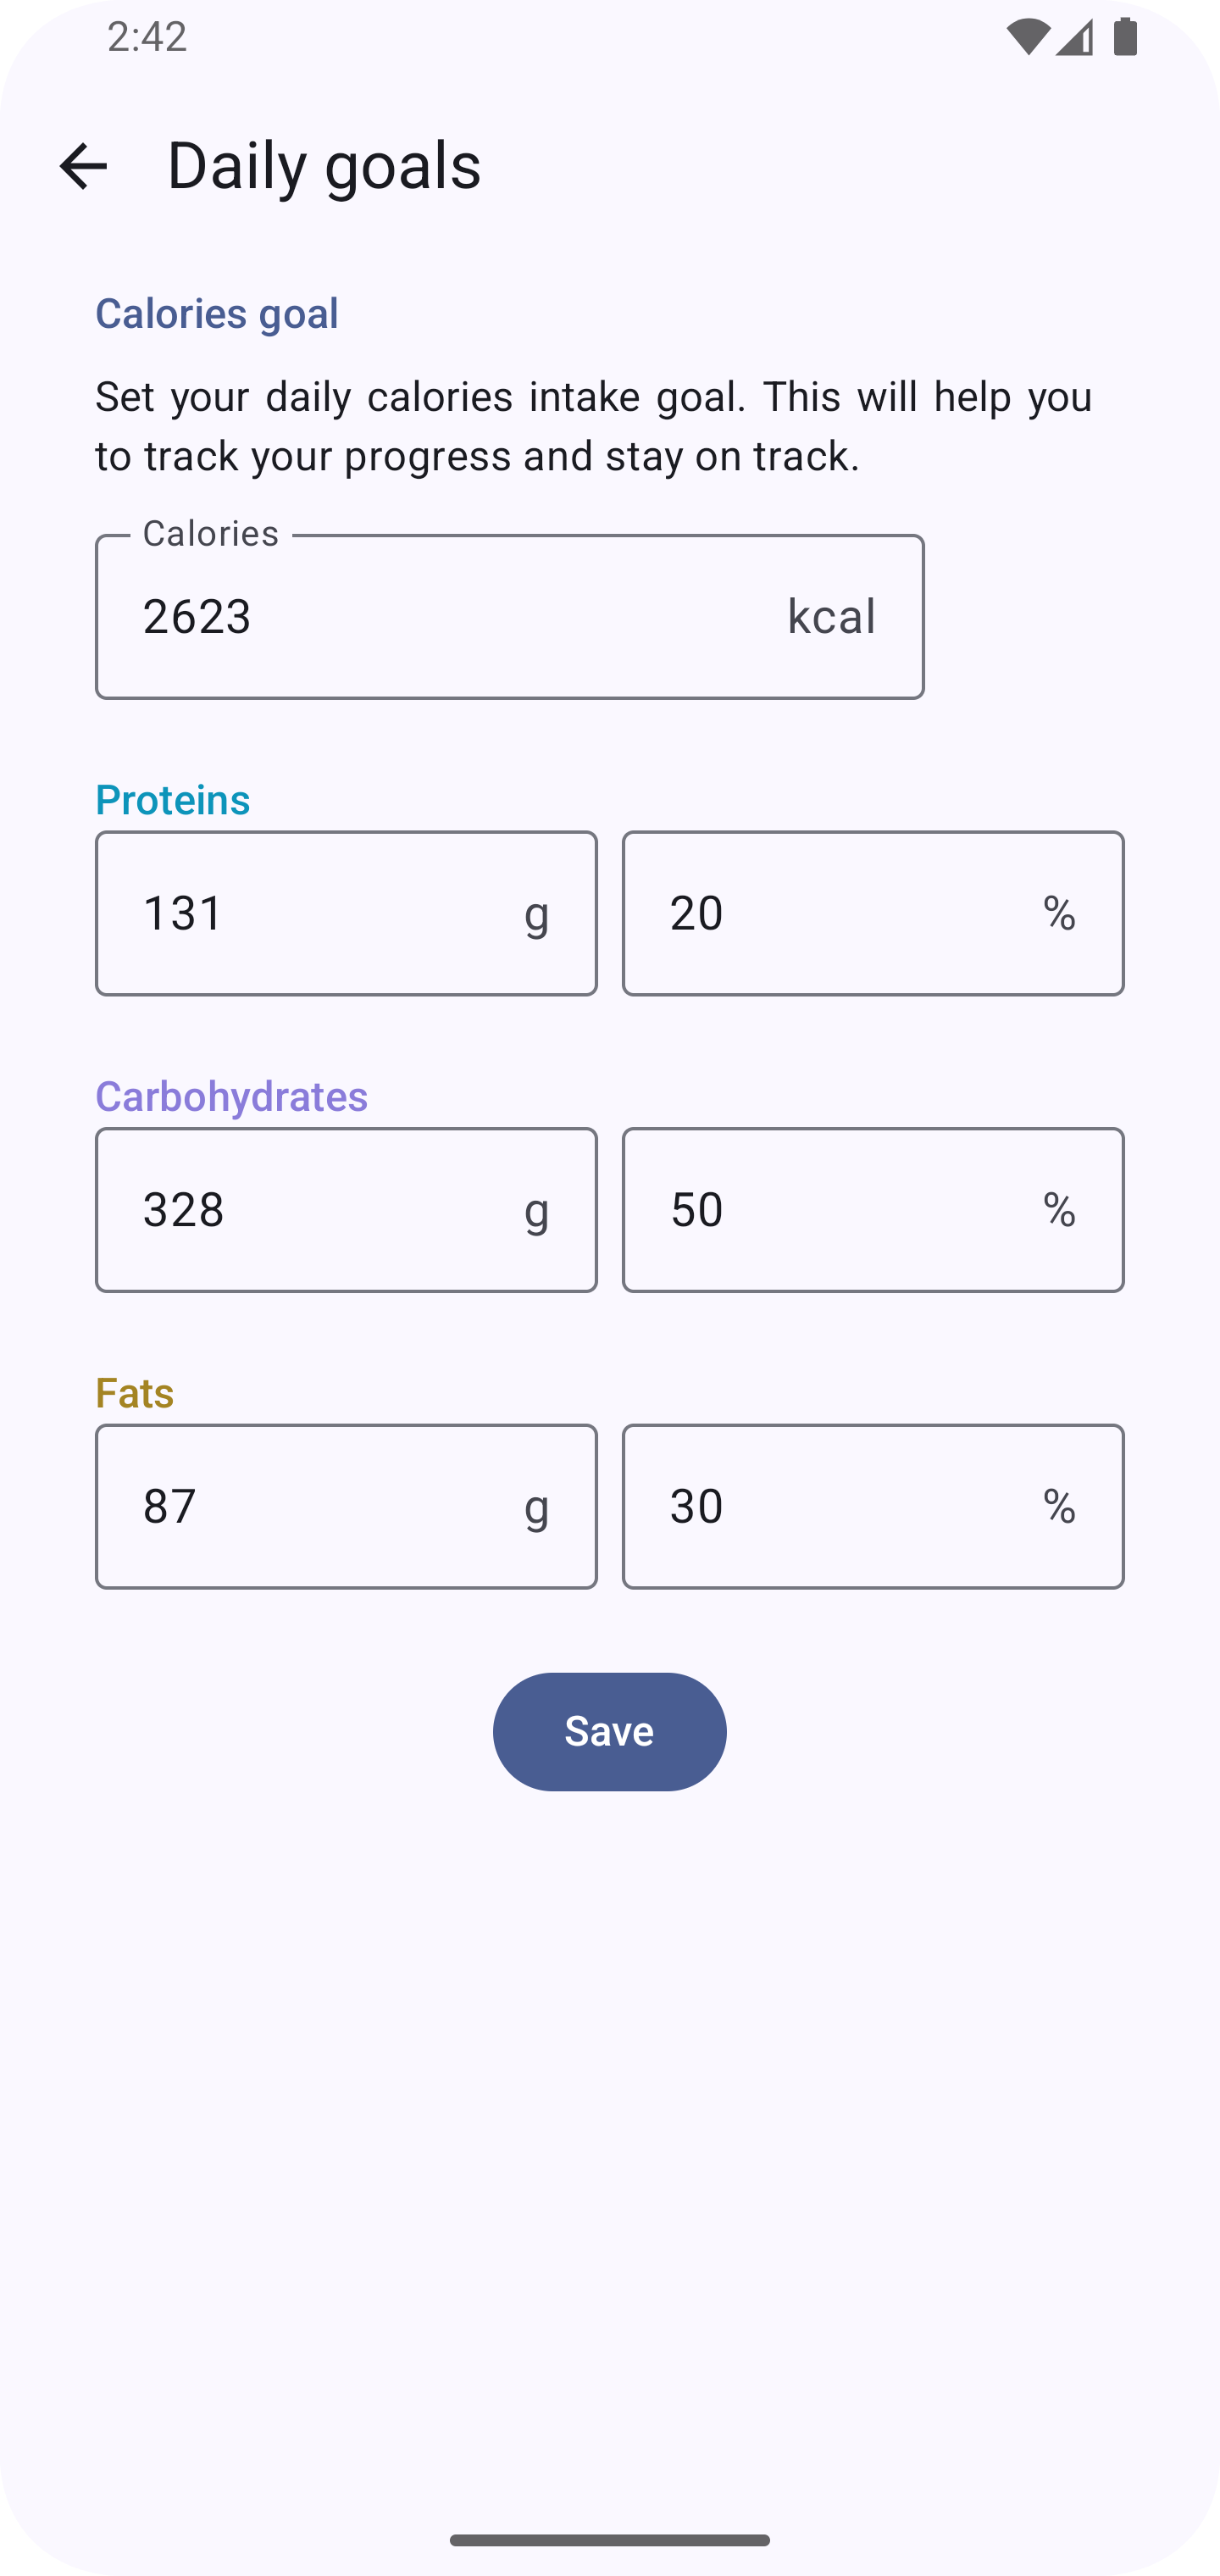 2:42
Daily goals
Calories goal
Set your daily calories intake goal. This will help you
to track your progress and stay on track.
Calories
2623 kcal
Proteins
131 g 20 %
Carbohydrates
328 g 50 %
Fats
87 g 30 %
Save